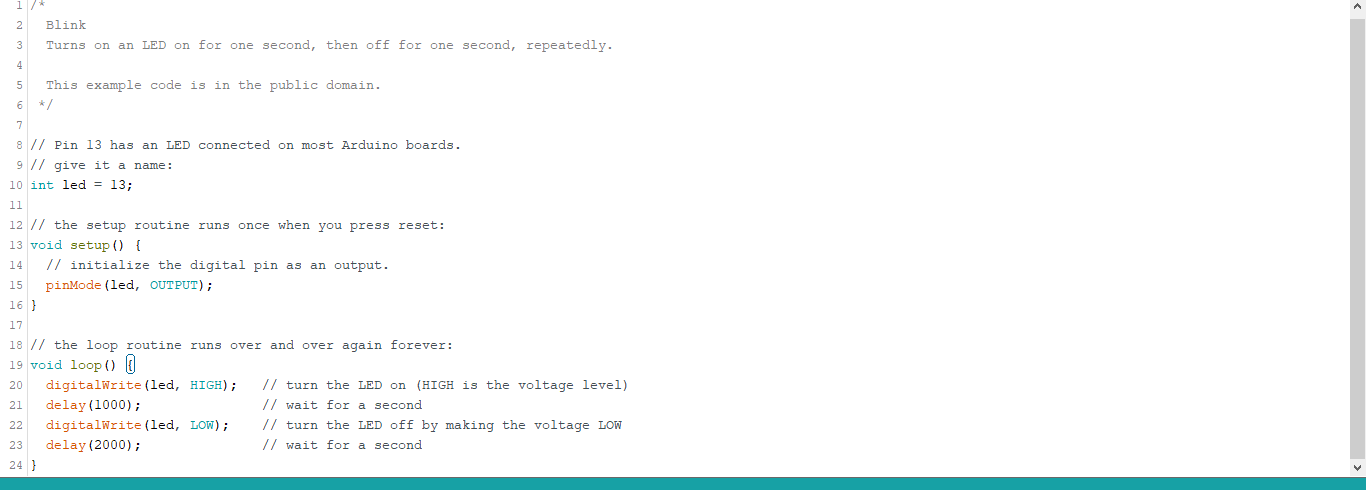 1 /*
2   Blink
3   Turns on an LED on for one second, then off for one second, repeatedly.
4
5   This example code is in the public domain.
6  */
7
8 // Pin 13 has an LED connected on most Arduino boards.
9 // give it a name:
10 int led = 13;
11
12 // the setup routine runs once when you press reset:
13 void setup() {
14   // initialize the digital pin as an output.
15   pinMode(led, OUTPUT);
16 }
17
18 // the loop routine runs over and over again forever:
19 void loop() {
20   digitalWrite(led, HIGH);   // turn the LED on (HIGH is the voltage level)
21   delay(1000);               // wait for a second
22   digitalWrite(led, LOW);    // turn the LED off by making the voltage LOW
23   delay(2000);               // wait for a second
24 }